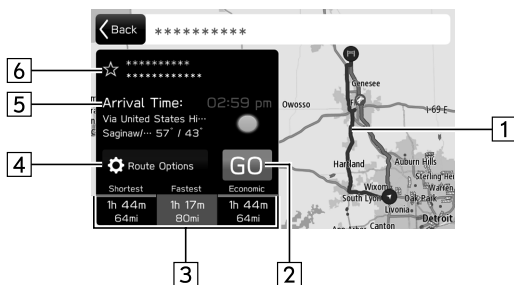 Back
**********
6
**********
************
5
Arrival Time: 02:59 pm
Via United States Hi…
Saginaw/… 57° / 43°
4
Route Options
GO
Shortest Fastest Economic
1h 44m 1h 17m 1h 44m
64mi 80mi 64mi
3
2
1
Genesee
Owosso
I-69-E
Hartland
Auburn Hills
Sterling Hei
Wixom
Warren
South Lyon
Oak Park
Livonia
Detroit
Ann Arbor
Canton